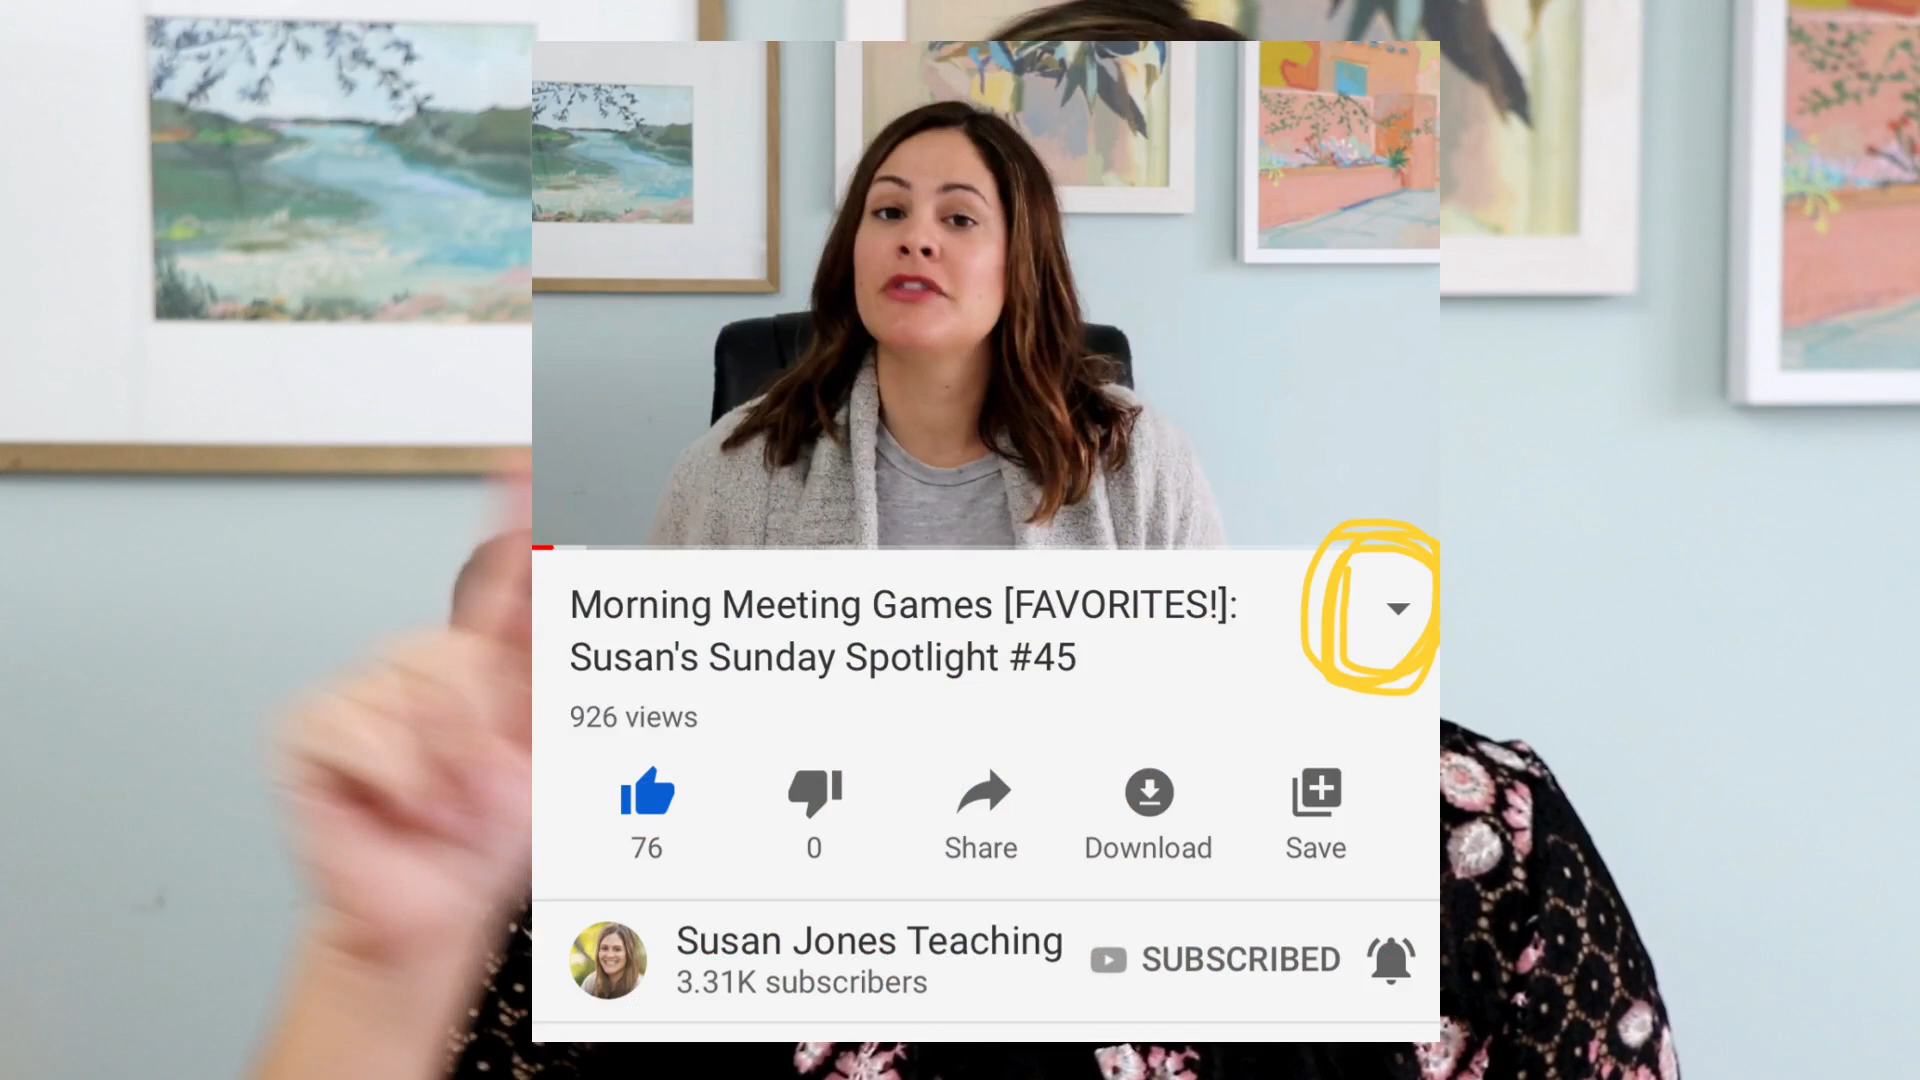 Morning Meeting Games [FAVORITES!]:
Susan's Sunday Spotlight #45
926 views
76
0
Share
Download
Save
Susan Jones Teaching
SUBSCRIBED
3.31K subscribers